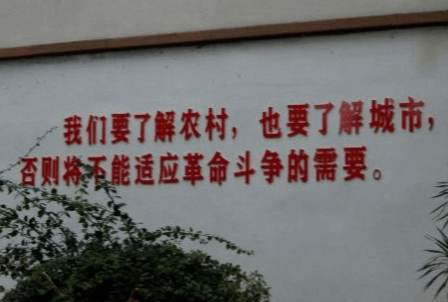 我们要了解农村，也要了解城市，
否则将不能适应革命斗争的需要。